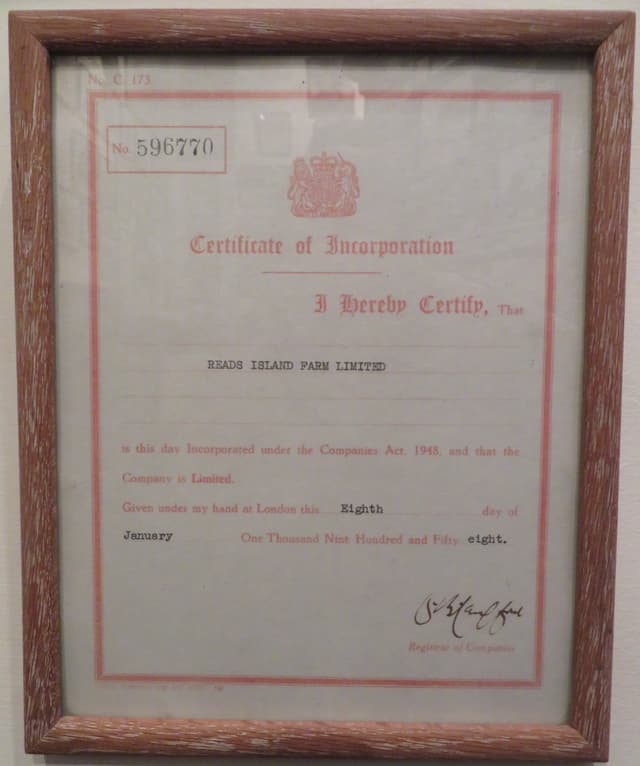 No. C. 173
No. 596770
Certificate of Incorporation
I Hereby Certify, That
READS ISLAND FARM LIMITED
is this day Incorporated under the Companies Act, 1948, and that the
Company is Limited.
Given under my hand at London this Eighth day of
January One Thousand Nine Hundred and Fifty eight.
Registrar of Companies